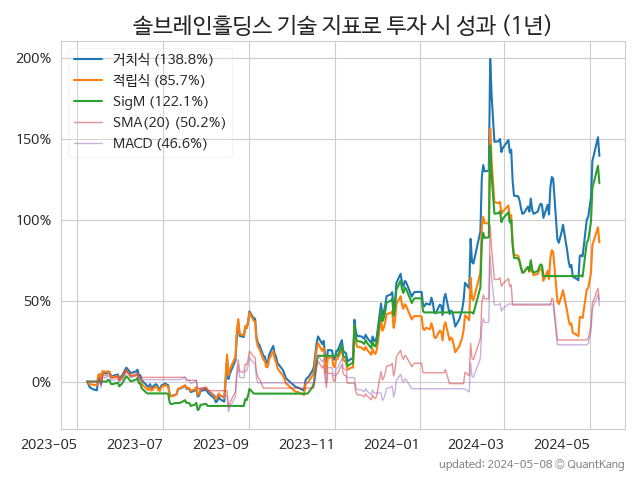 솔브레인홀딩스 기술 지표로 투자 시 성과 (1년)
200%
150%
100%
50%
0%
거치식 (138.8%)
적립식 (85.7%)
SigM (122.1%)
SMA(20) (50.2%)
MACD (46.6%)
2023-05 2023-07 2023-09 2023-11 2024-01 2024-03 2024-05
updated: 2024-05-08 © QuantKang